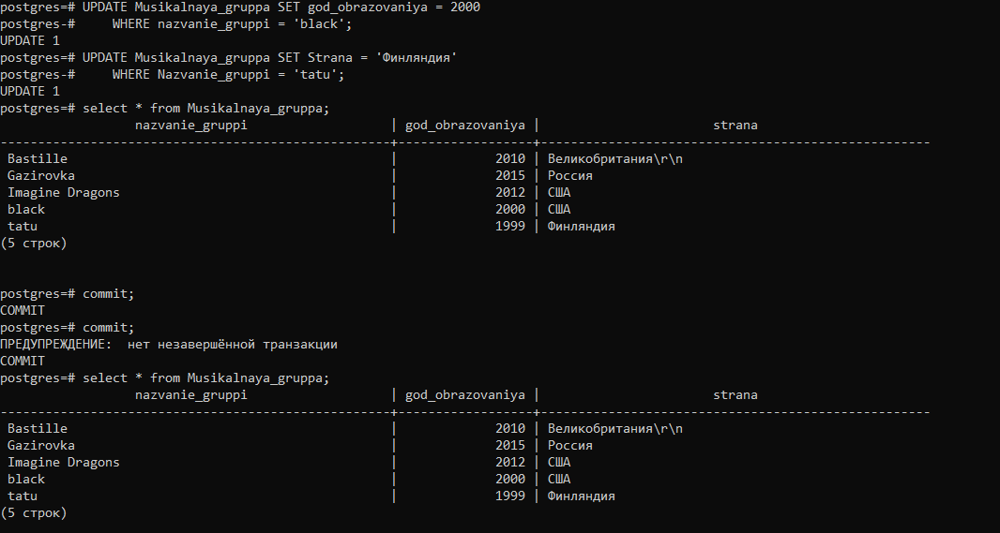 postgres=# UPDATE Musikalnaya_gruppa SET god_obrazovaniya = 2000
postgres-#     WHERE nazvanie_gruppi = 'black';
UPDATE 1
postgres=# UPDATE Musikalnaya_gruppa SET Strana = 'Финляндия'
postgres-#     WHERE Nazvanie_gruppi = 'tatu';
UPDATE 1
postgres=# select * from Musikalnaya_gruppa;
                  nazvanie_gruppi                   | god_obrazovaniya |                       strana
----------------------------------------------------+------------------+----------------------------------------------------
 Bastille                                           |             2010 | Великобритания\r\n
 Gazirovka                                          |             2015 | Россия
 Imagine Dragons                                    |             2012 | США
 black                                              |             2000 | США
 tatu                                               |             1999 | Финляндия
(5 строк)
postgres=# commit;
COMMIT
postgres=# commit;
ПРЕДУПРЕЖДЕНИЕ:  нет незавершённой транзакции
COMMIT
postgres=# select * from Musikalnaya_gruppa;
                  nazvanie_gruppi                   | god_obrazovaniya |                       strana
----------------------------------------------------+------------------+----------------------------------------------------
 Bastille                                           |             2010 | Великобритания\r\n
 Gazirovka                                          |             2015 | Россия
 Imagine Dragons                                    |             2012 | США
 black                                              |             2000 | США
 tatu                                               |             1999 | Финляндия
(5 строк)